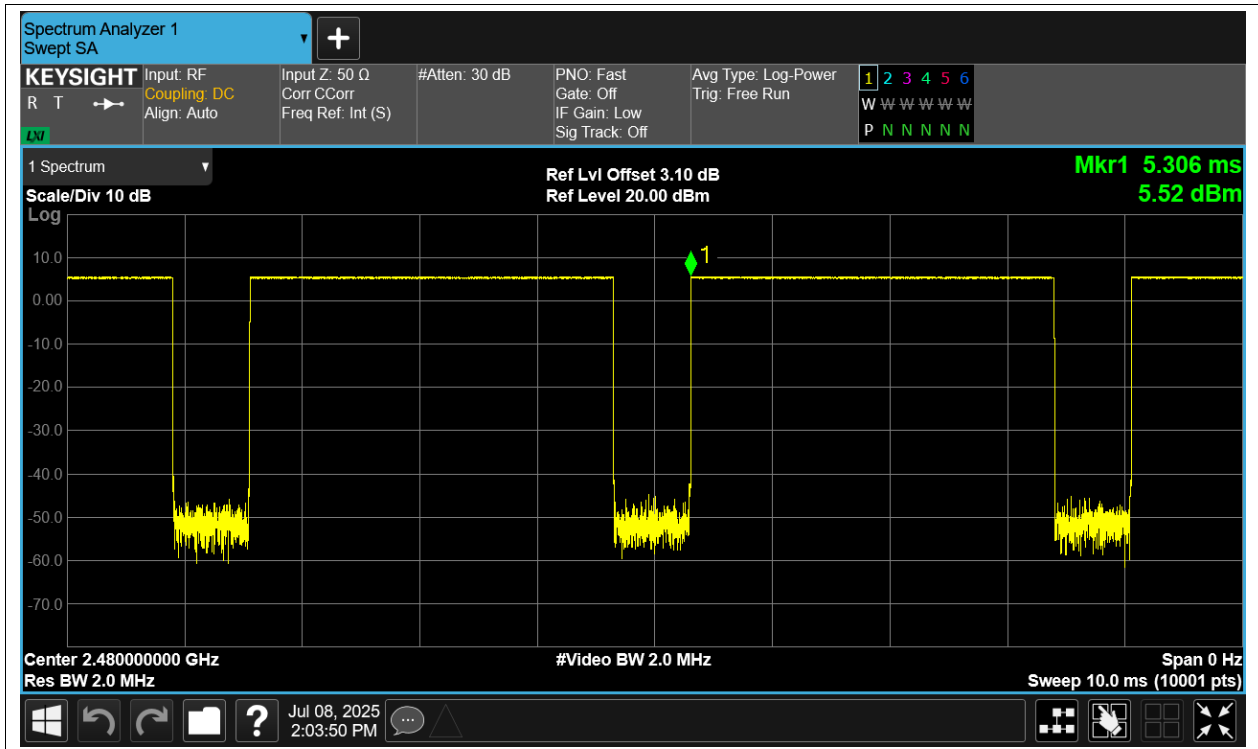 Spectrum Analyzer 1
Swept SA
KEYSIGHT
R T
LXI
Input: RF
Coupling: DC
Align: Auto
Input Z: 50 Ω
Corr CCorr
Freq Ref: Int (S)
#Atten: 30 dB
PNO: Fast
Gate: Off
IF Gain: Low
Sig Track: Off
Avg Type: Log-Power
Trig: Free Run
1 2 3 4 5 6
W W W W W W
P N N N N N
1 Spectrum
Scale/Div 10 dB
Ref Lvl Offset 3.10 dB
Ref Level 20.00 dBm
Mkr1 5.306 ms
5.52 dBm
Log
1
10.0
0.00
-10.0
-20.0
-30.0
-40.0
-50.0
-60.0
-70.0
Center 2.480000000 GHz
Res BW 2.0 MHz
#Video BW 2.0 MHz
Span 0 Hz
Sweep 10.0 ms (10001 pts)
?
Jul 08, 2025
2:03:50 PM